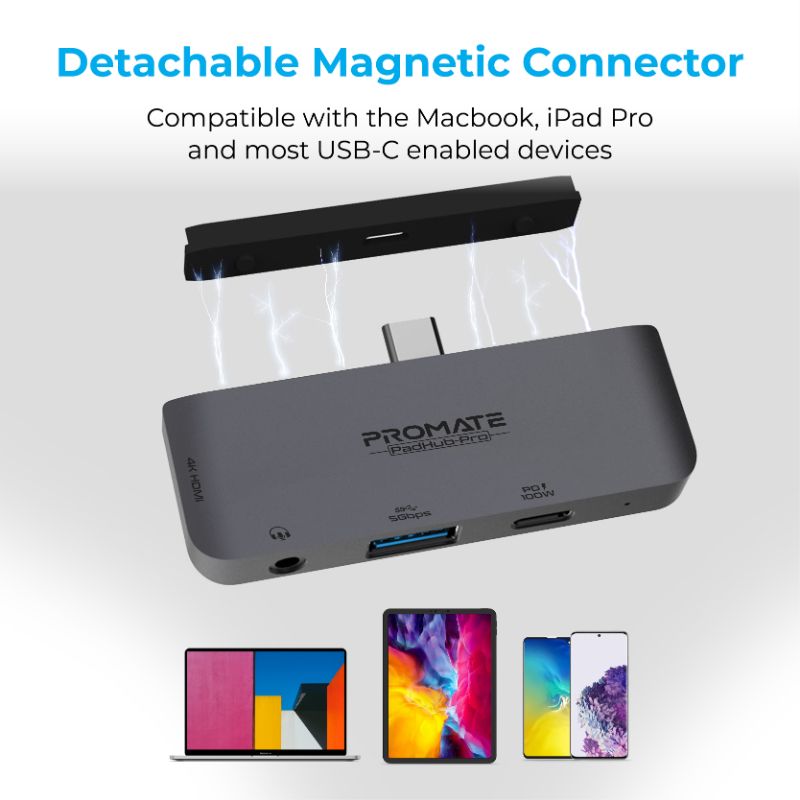 Detachable Magnetic Connector
Compatible with the Macbook, iPad Pro
and most USB-C enabled devices
PROMATE
PadHub-Pro
4K HDMI
5Gbps
PD
100W